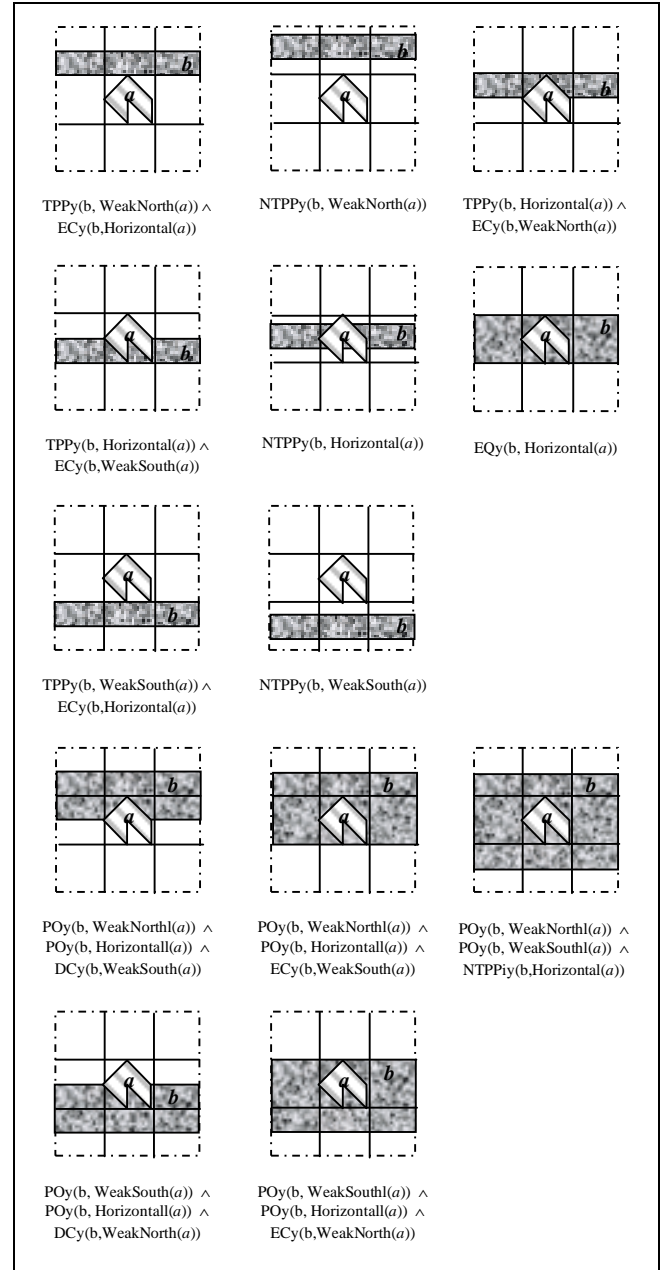 b
a
b
a
a
b
TPPy(b, WeakNorth(a)) ∧
ECy(b,Horizontal(a))
NTPPy(b, WeakNorth(a))
TPPy(b, Horizontal(a)) ∧
ECy(b,WeakNorth(a))
a
b
a
b
b
a
TPPy(b, Horizontal(a)) ∧
ECy(b,WeakSouth(a))
NTPPy(b, Horizontal(a))
EQy(b, Horizontal(a))
a
b
a
b
TPPy(b, WeakSouth(a)) ∧
ECy(b,Horizontal(a))
NTPPy(b, WeakSouth(a))
b
a
b
a
b
a
POy(b, WeakNorthl(a)) ∧
POy(b, Horizontall(a)) ∧
DCy(b,WeakSouth(a))
POy(b, WeakNorthl(a)) ∧
POy(b, Horizontall(a)) ∧
ECy(b,WeakSouth(a))
POy(b, WeakNorthl(a)) ∧
POy(b, WeakSouthl(a)) ∧
NTPPiy(b,Horizontal(a))
a
b
a
b
POy(b, WeakSouth(a)) ∧
POy(b, Horizontall(a)) ∧
DCy(b,WeakNorth(a))
POy(b, WeakSouthl(a)) ∧
POy(b, Horizontall(a)) ∧
ECy(b,WeakNorth(a))